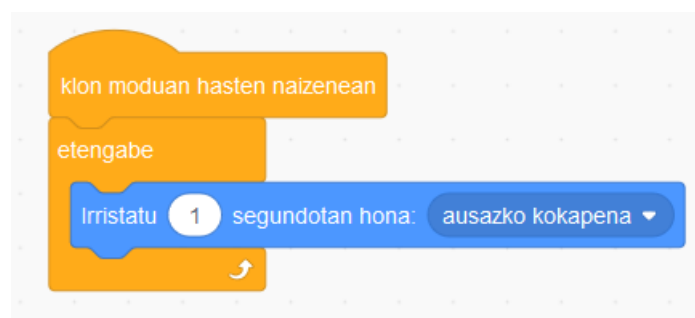 klon moduan hasten naizenean
etengabe
Irristatu 1 segundotan hona: ausazko kokapena